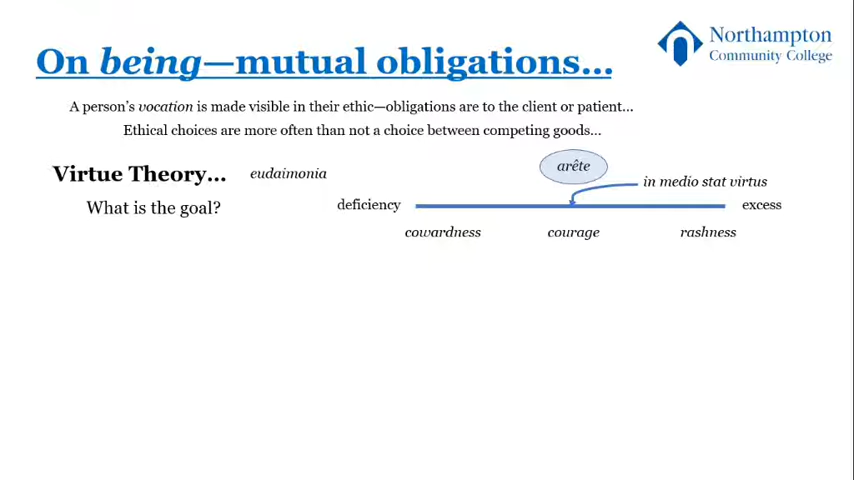 Northampton
Community College
On being—mutual obligations...
A person's vocation is made visible in their ethic—obligations are to the client or patient...
Ethical choices are more often than not a choice between competing goods...
Virtue Theory...
eudaimonia
arête
in medio stat virtus
What is the goal?
deficiency
excess
cowardness
courage
rashness